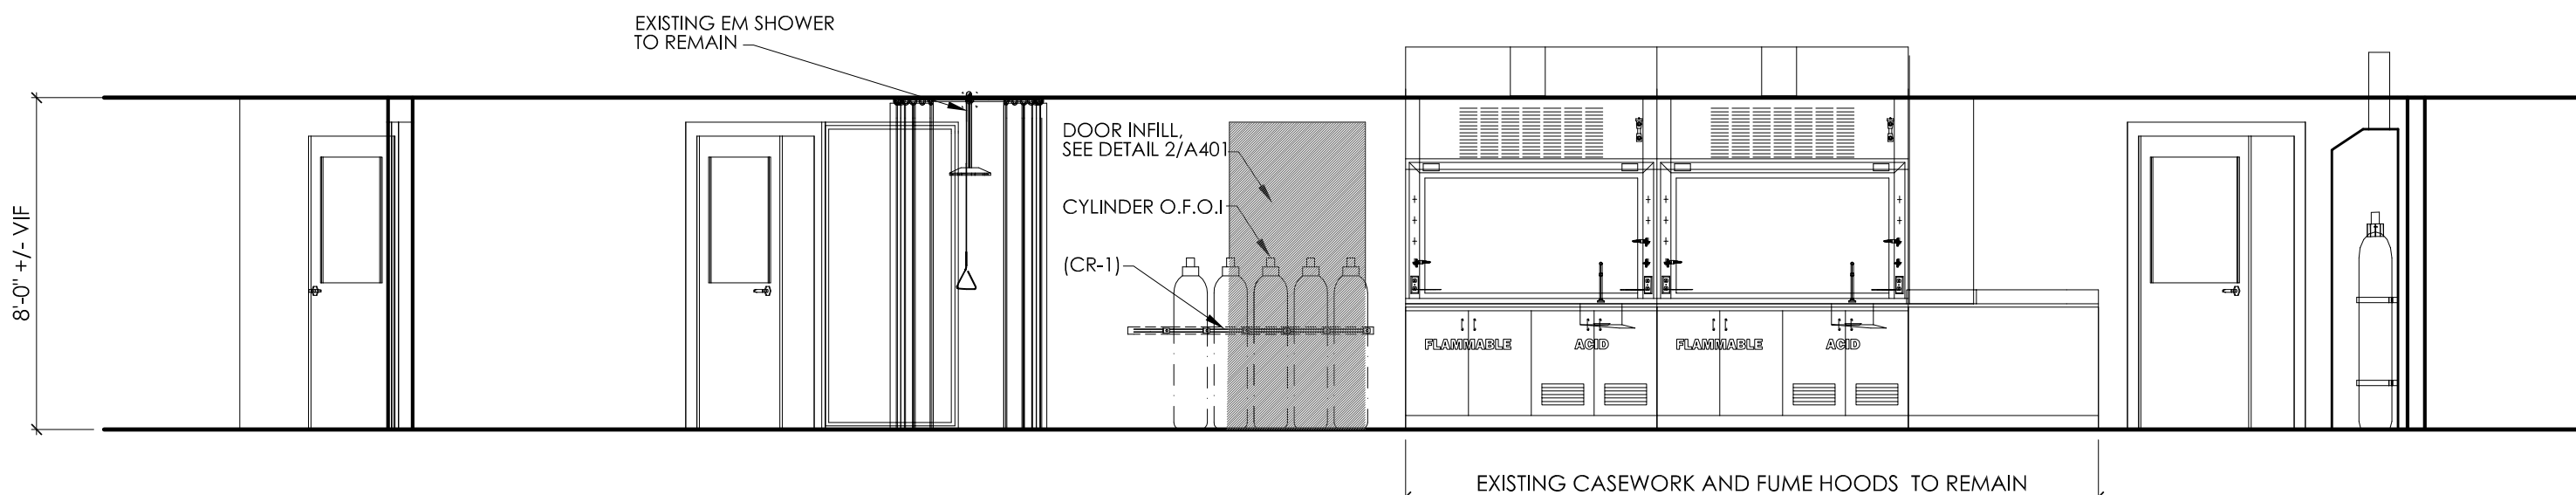 EXISTING EM SHOWER
TO REMAIN
DOOR INFILL,
SEE DETAIL 2/A401
CYLINDER O.F.O.I
(CR-1)
8'-0" +/- VIF
FLAMMABLE
ACID
FLAMMABLE
ACID
EXISTING CASEWORK AND FUME HOODS TO REMAIN